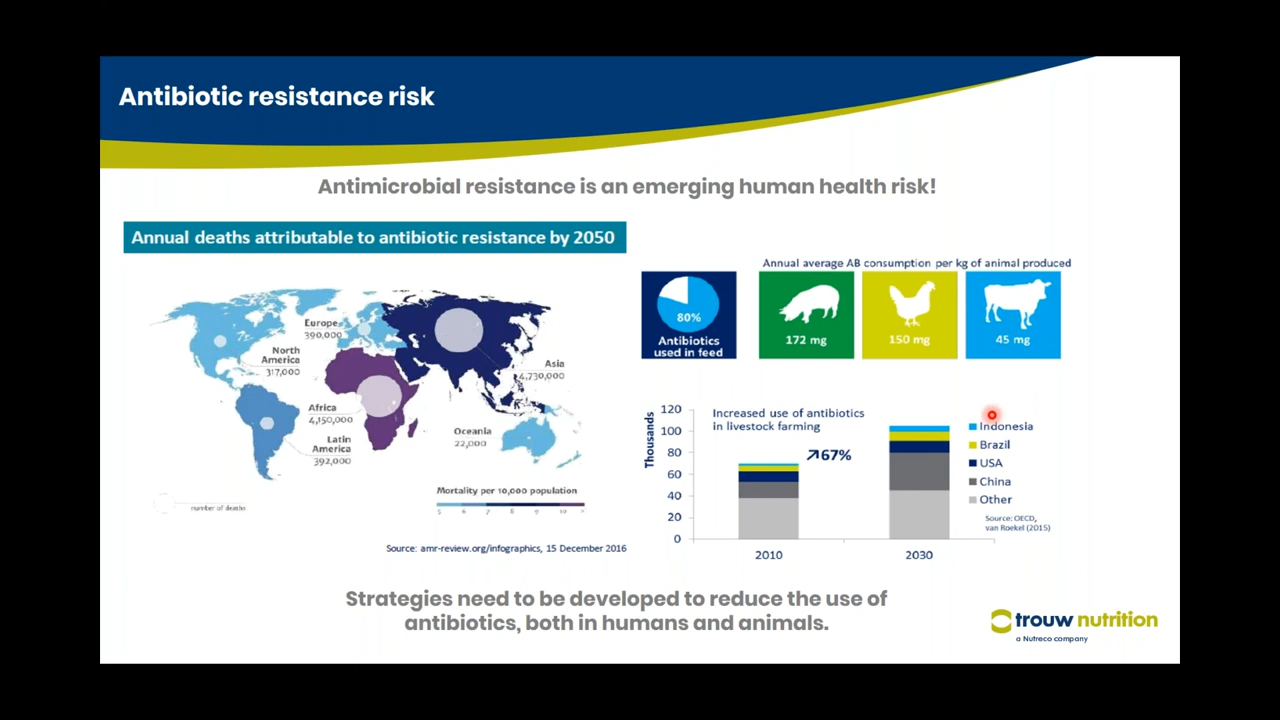 Antibiotic resistance risk
Antimicrobial resistance is an emerging human health risk!
Annual deaths attributable to antibiotic resistance by 2050
Europe
390,000
North
America
317,000
Asia
4,730,000
Africa
4,150,000
Latin
America
392,000
Oceania
22,000
Mortality per 10,000 population
5 6 7 8 9 10 >
number of deaths
Source: amr-review.org/infographics, 15 December 2016
Annual average AB consumption per kg of animal produced
80%
Antibiotics
used in feed
172 mg
150 mg
45 mg
Thousands
120
100
80
60
40
20
0
Increased use of antibiotics
in livestock farming
↗67%
2010
2030
Indonesia
Brazil
USA
China
Other
Source: OECD,
van Roekel (2015)
Strategies need to be developed to reduce the use of
antibiotics, both in humans and animals.
trouw nutrition
a Nutreco company